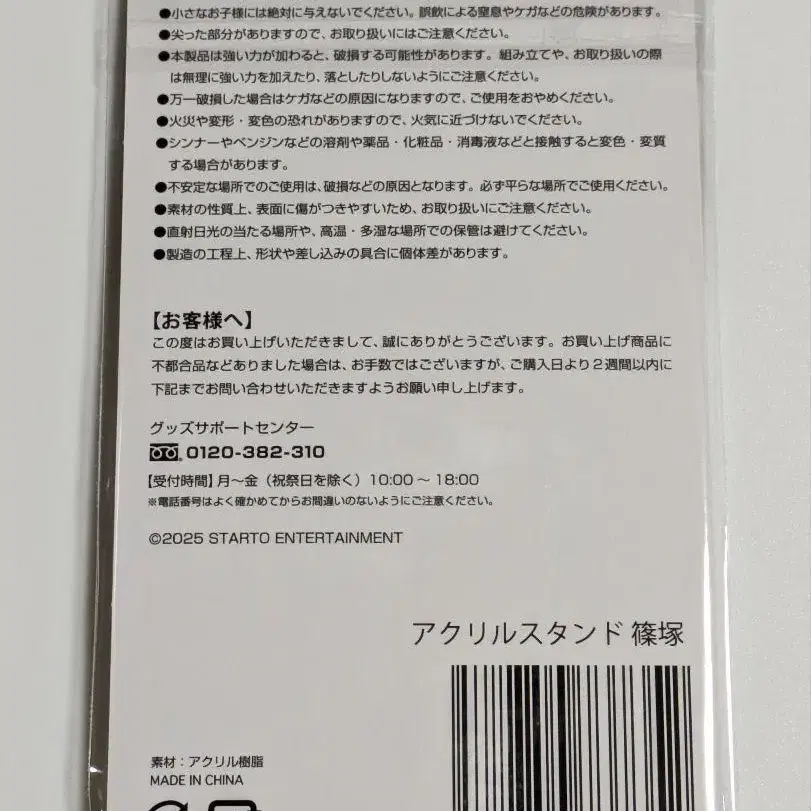 ●小さなお子様には絶対に与えないでください。誤飲による窒息やケガなどの危険があります。
●尖った部分がありますので、お取り扱いにはご注意ください。
●本製品は強い力が加わると、破損する可能性があります。組み立てや、お取り扱いの際
は無理に強い力を加えたり、落としたりしないようにご注意ください。
●万一破損した場合はケガなどの原因になりますので、ご使用をおやめください。
●火災や変形・変色の恐れがありますので、火気に近づけないでください。
●シンナーやベンジンなどの溶剤や薬品・化粧品・消毒液などと接触すると変色・変質
する場合があります。
●不安定な場所でのご使用は、破損などの原因となります。必ず平らな場所でご使用ください。
●素材の性質上、表面に傷がつきやすいため、お取り扱いにご注意ください。
●直射日光の当たる場所や、高温・多湿な場所での保管は避けてください。
●製造の工程上、形状や差し込みの具合に個体差があります。
【お客様へ】
この度はお買い上げいただきまして、誠にありがとうございます。お買い上げ商品に
不都合品などありました場合は、お手数ではございますが、ご購入日より2週間以内に
下記までお問い合わせいただきますようお願い申し上げます。
グッズサポートセンター
0120-382-310
【受付時間】月〜金（祝祭日を除く）10:00 〜 18:00
※電話番号はよく確かめてからお間違いのないようにご注意ください。
©2025 STARTO ENTERTAINMENT
アクリルスタンド 篠塚
素材：アクリル樹脂
MADE IN CHINA